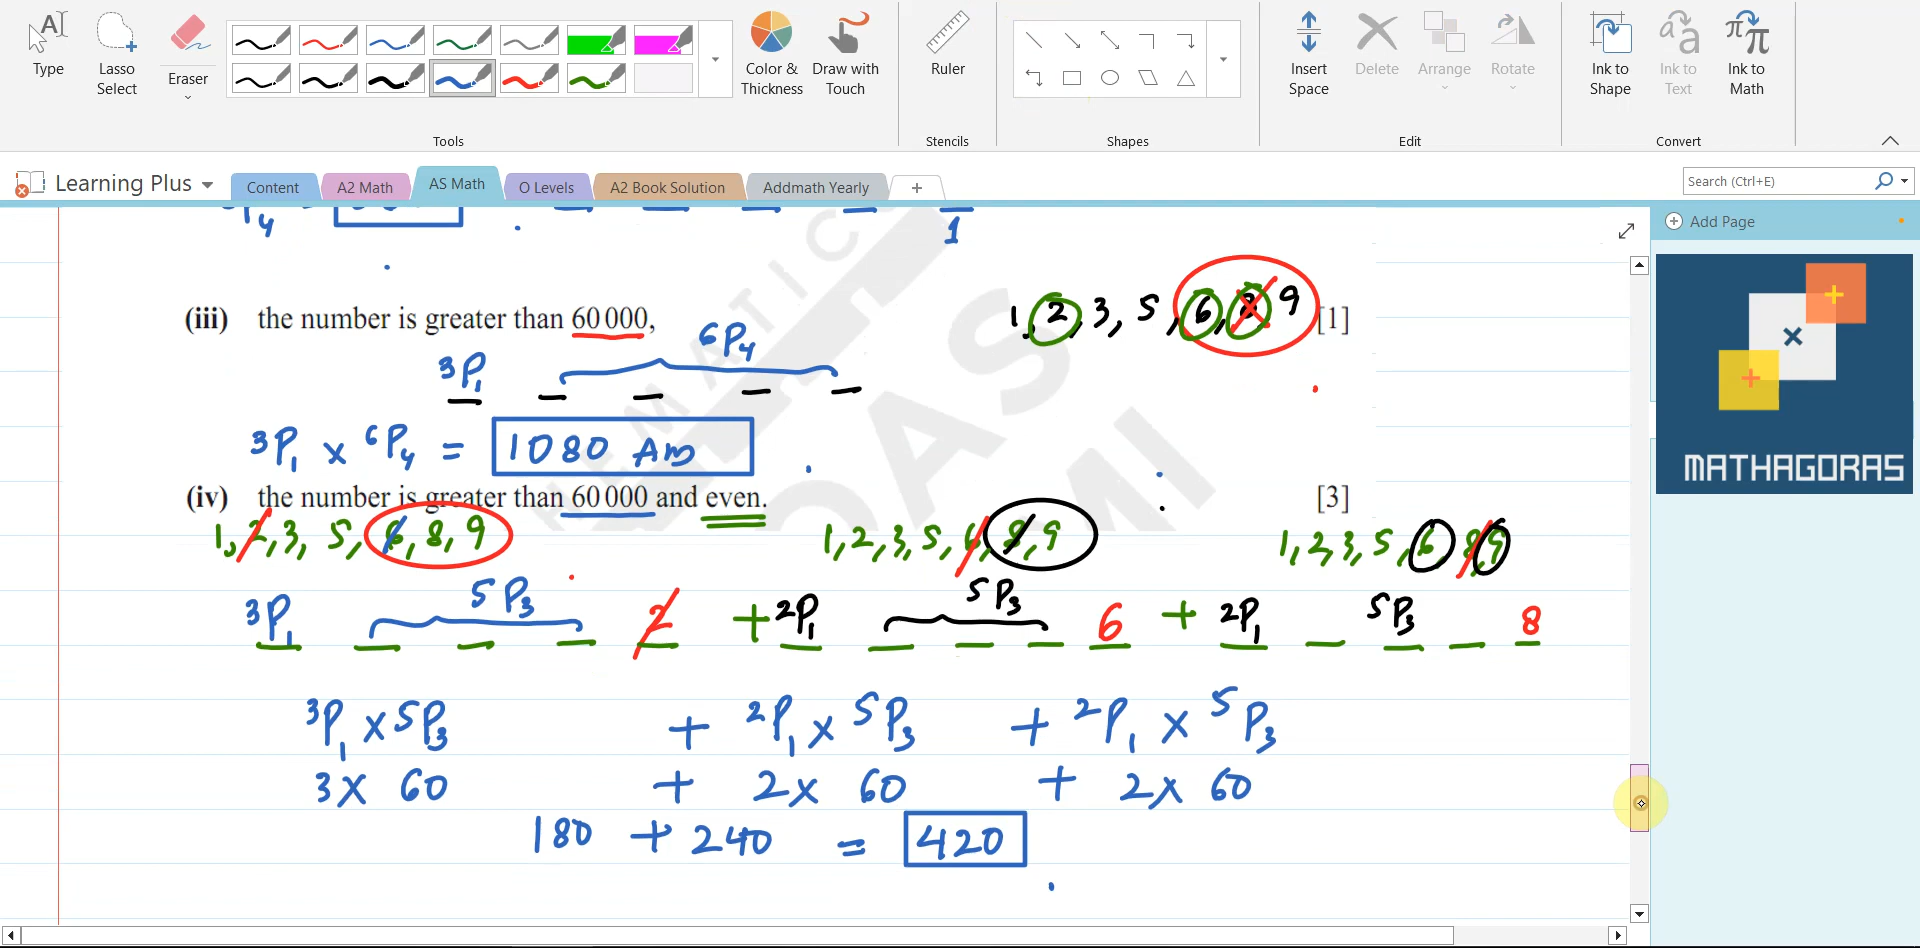 Type
Lasso
Select
Eraser
Color &
Thickness
Draw with
Touch
Ruler
Insert
Space
Delete
Arrange
Rotate
Ink to
Shape
Ink to
Text
Ink to
Math
Tools
Stencils
Shapes
Edit
Convert
Learning Plus
Content
A2 Math
AS Math
O Levels
A2 Book Solution
Addmath Yearly
Search (Ctrl+E)
Add Page
1
(iii) the number is greater than 60 000, [1]
1, 2, 3, 5, 6, 8, 9
³P₁ ⁶P₄
³P₁ x ⁶P₄ = 1080 Ans
(iv) the number is greater than 60 000 and even. [3]
1, 2, 3, 5, 6, 8, 9 1, 2, 3, 5, 6, 8, 9 1, 2, 3, 5, 6, 8, 9
³P₁ ⁵P₃ 2 + ²P₁ ⁵P₃ 6 + ²P₁ ⁵P₃ 8
³P₁ x ⁵P₃ + ²P₁ x ⁵P₃ + ²P₁ x ⁵P₃
3 x 60 + 2 x 60 + 2 x 60
180 + 240 = 420
MATHAGORAS